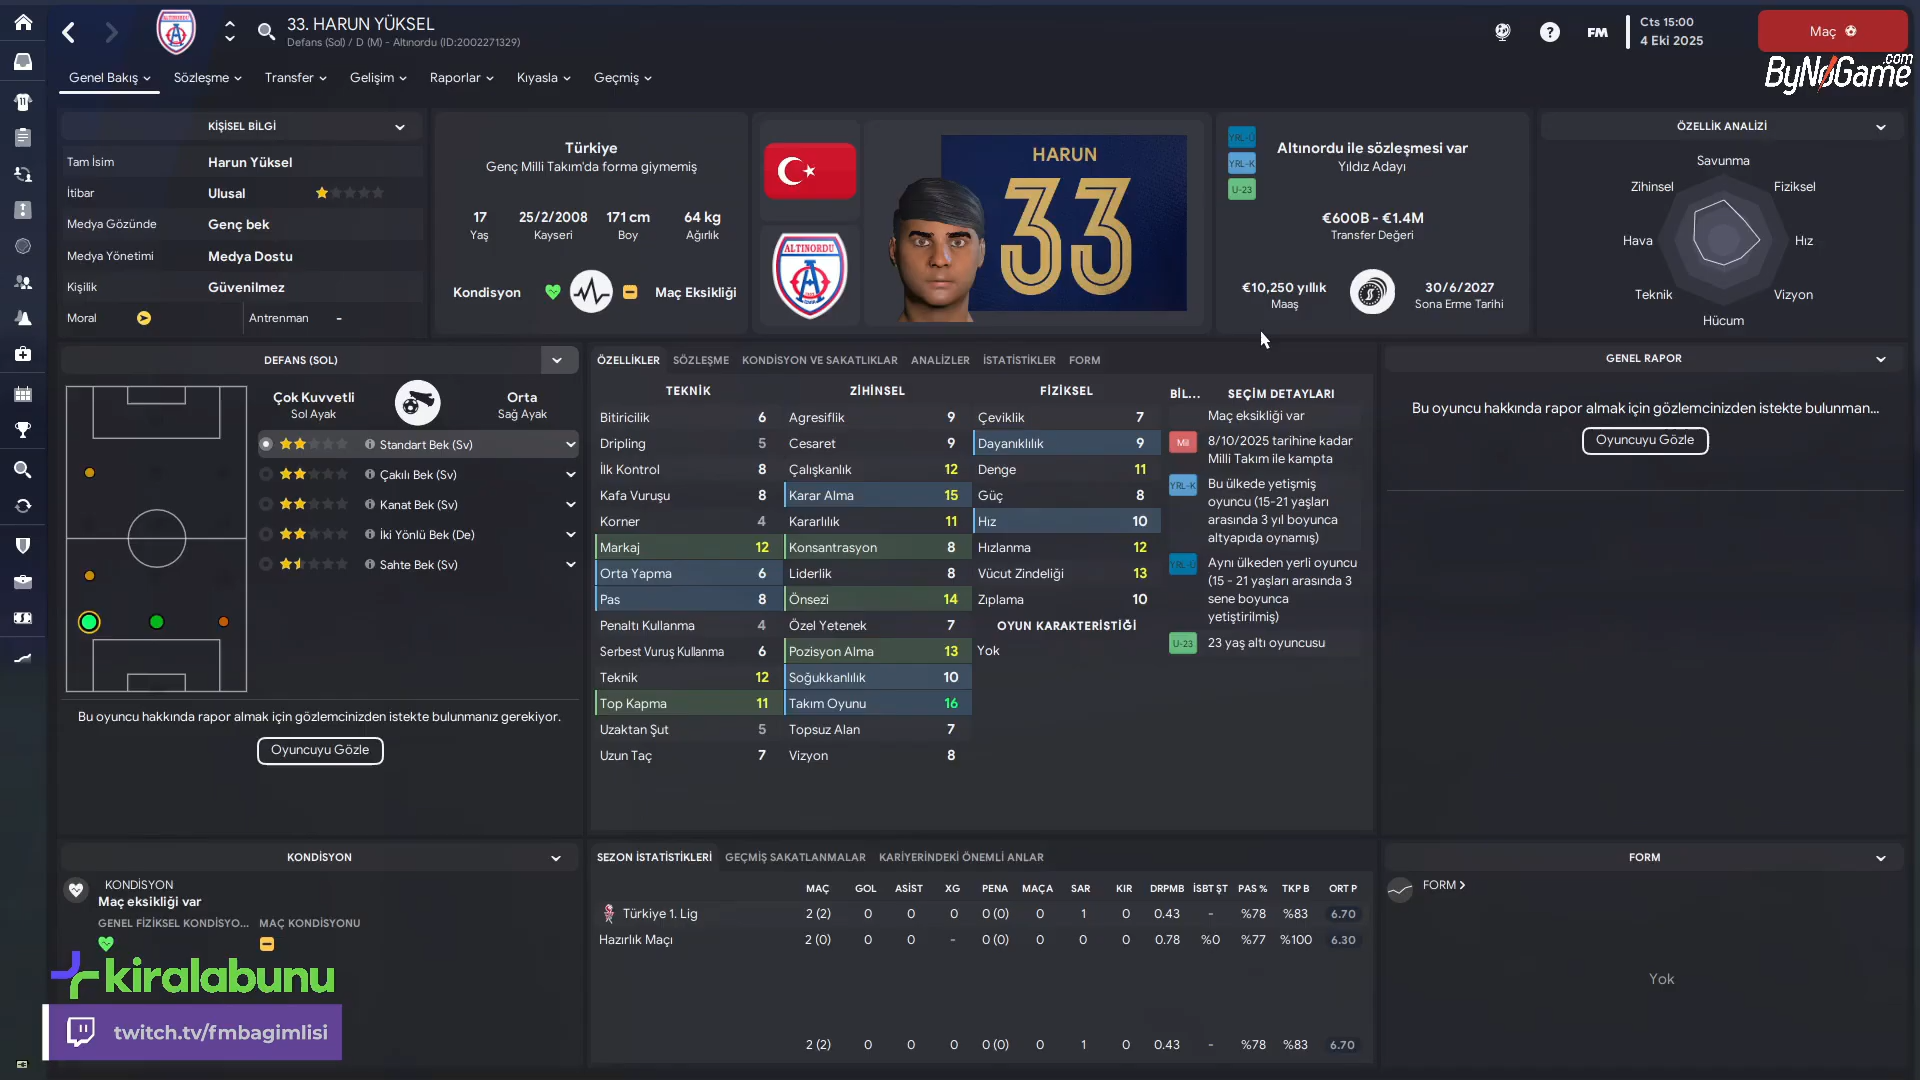 33. HARUN YÜKSEL
Defans (Sol) / D (M) - Altınordu (ID:2002271329)
FM
Cts 15:00
4 Eki 2025
Maç
ByNoGame.com
Genel Bakış
Sözleşme
Transfer
Gelişim
Raporlar
Kıyasla
Geçmiş
KİŞİSEL BİLGİ
Tam İsim Harun Yüksel
İtibar Ulusal
Medya Gözünde Genç bek
Medya Yönetimi Medya Dostu
Kişilik Güvenilmez
Moral
Antrenman -
Türkiye
Genç Milli Takım'da forma giymemiş
17 25/2/2008 171 cm 64 kg
Yaş Kayseri Boy Ağırlık
Kondisyon
Maç Eksikliği
ALTINORDU
HARUN
33
YRL-Ü
YRL-K
U-23
Altınordu ile sözleşmesi var
Yıldız Adayı
€600B - €1.4M
Transfer Değeri
€10,250 yıllık
Maaş
30/6/2027
Sona Erme Tarihi
ÖZELLİK ANALİZİ
Savunma
Zihinsel
Fiziksel
Hava
Hız
Teknik
Vizyon
Hücum
DEFANS (SOL)
Çok Kuvvetli
Sol Ayak
Orta
Sağ Ayak
Standart Bek (Sv)
Çakılı Bek (Sv)
Kanat Bek (Sv)
İki Yönlü Bek (De)
Sahte Bek (Sv)
Bu oyuncu hakkında rapor almak için gözlemcinizden istekte bulunmanız gerekiyor.
Oyuncuyu Gözle
ÖZELLİKLER
SÖZLEŞME
KONDİSYON VE SAKATLIKLAR
ANALİZLER
İSTATİSTİKLER
FORM
TEKNİK
Bitiricilik 6
Dripling 5
İlk Kontrol 8
Kafa Vuruşu 8
Korner 4
Markaj 12
Orta Yapma 6
Pas 8
Penaltı Kullanma 4
Serbest Vuruş Kullanma 6
Teknik 12
Top Kapma 11
Uzaktan Şut 5
Uzun Taç 7
ZİHİNSEL
Agresiflik 9
Cesaret 9
Çalışkanlık 12
Karar Alma 15
Kararlılık 11
Konsantrasyon 8
Liderlik 8
Önsezi 14
Özel Yetenek 7
Pozisyon Alma 13
Soğukkanlılık 10
Takım Oyunu 16
Topsuz Alan 7
Vizyon 8
FİZİKSEL
Çeviklik 7
Dayanıklılık 9
Denge 11
Güç 8
Hız 10
Hızlanma 12
Vücut Zindeliği 13
Zıplama 10
OYUN KARAKTERİSTİĞİ
Yok
BİL... SEÇİM DETAYLARI
Maç eksikliği var
Mil 8/10/2025 tarihine kadar
Milli Takım ile kampta
YRL-K Bu ülkede yetişmiş
oyuncu (15-21 yaşları
arasında 3 yıl boyunca
altyapıda oynamış)
YRL-Ü Aynı ülkeden yerli oyuncu
(15 - 21 yaşları arasında 3
sene boyunca
yetiştirilmiş)
U-23 23 yaş altı oyuncusu
GENEL RAPOR
Bu oyuncu hakkında rapor almak için gözlemcinizden istekte bulunman...
Oyuncuyu Gözle
KONDİSYON
KONDİSYON
Maç eksikliği var
GENEL FİZİKSEL KONDİSYO...
MAÇ KONDİSYONU
kiralabunu
twitch.tv/fmbagimlisi
SEZON İSTATİSTİKLERİ
GEÇMİŞ SAKATLANMALAR
KARİYERİNDEKİ ÖNEMLİ ANLAR
MAÇ GOL ASİST XG PENA MAÇA SAR KIR DRPMB İSBT ŞT PAS % TKP B ORT P
Türkiye 1. Lig 2 (2) 0 0 0 0 (0) 0 1 0 0.43 - %78 %83 6.70
Hazırlık Maçı 2 (0) 0 0 - 0 (0) 0 0 0 0.78 %0 %77 %100 6.30
2 (2) 0 0 0 0 (0) 0 1 0 0.43 - %78 %83 6.70
FORM
FORM
Yok